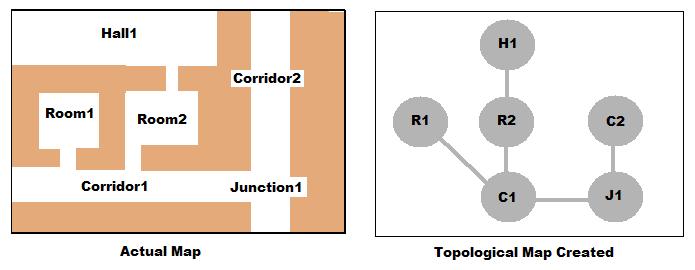 Hall1
Corridor2
Room1
Room2
Corridor1
Junction1
Actual Map
H1
R1
R2
C2
C1
J1
Topological Map Created